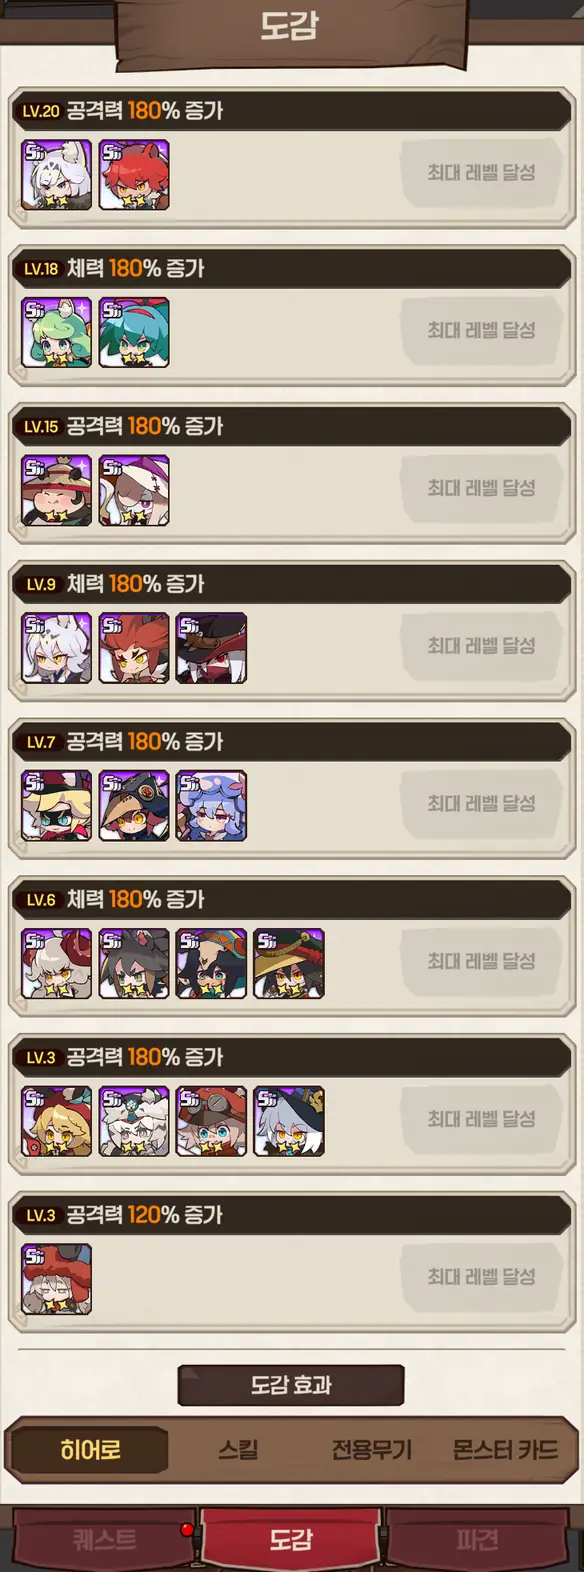 도감
LV.20 공격력 180% 증가
최대 레벨 달성
LV.18 체력 180% 증가
최대 레벨 달성
LV.15 공격력 180% 증가
최대 레벨 달성
LV.9 체력 180% 증가
최대 레벨 달성
LV.7 공격력 180% 증가
최대 레벨 달성
LV.6 체력 180% 증가
최대 레벨 달성
LV.3 공격력 180% 증가
최대 레벨 달성
LV.3 공격력 120% 증가
최대 레벨 달성
도감 효과
히어로 스킬 전용무기 몬스터 카드
퀘스트 도감 파견